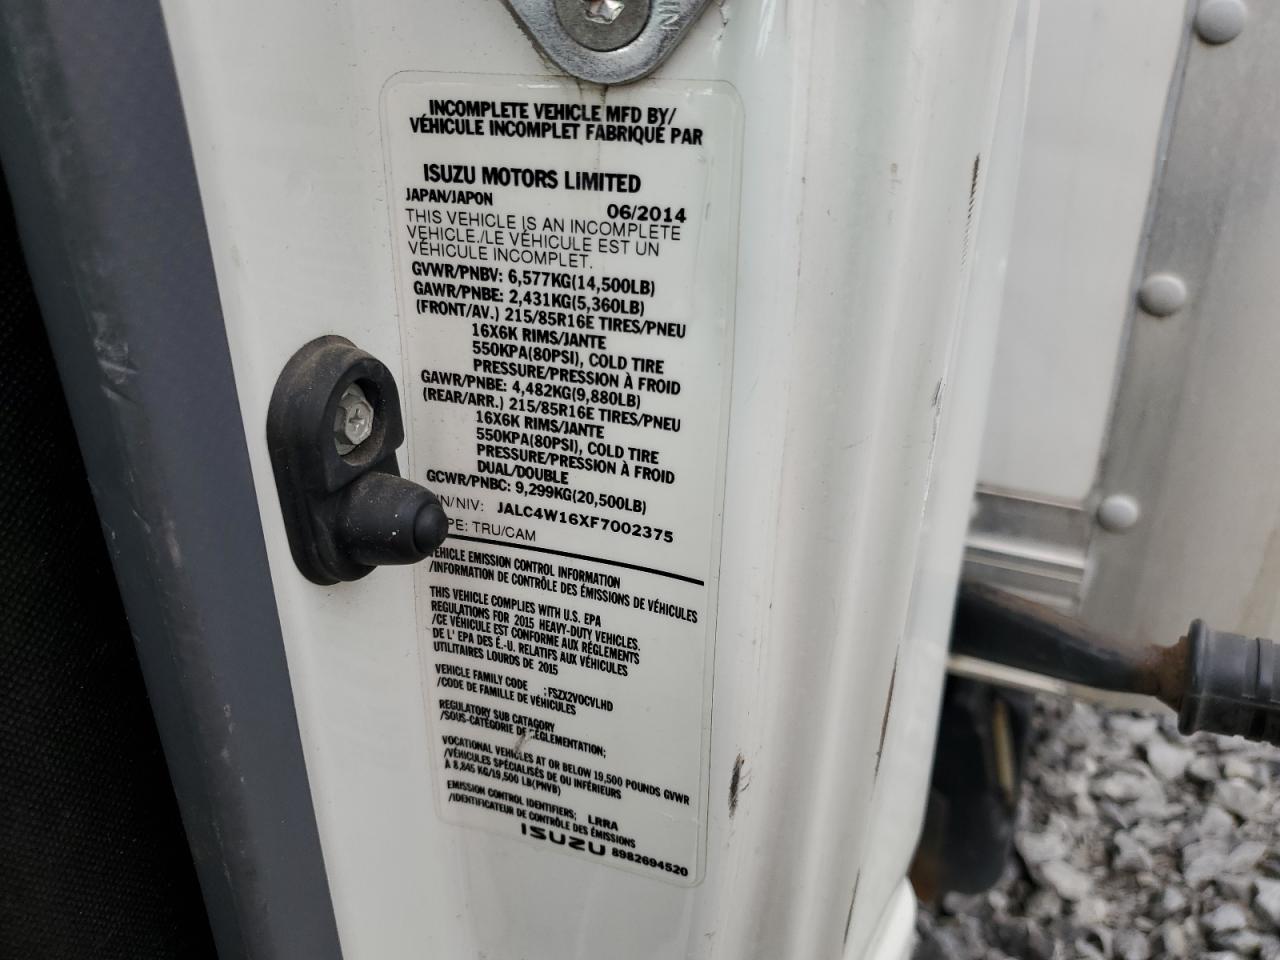 INCOMPLETE VEHICLE MFD BY/
VÉHICULE INCOMPLET FABRIQUÉ PAR
ISUZU MOTORS LIMITED
JAPAN/JAPON 06/2014
THIS VEHICLE IS AN INCOMPLETE
VEHICLE./LE VÉHICULE EST UN
VÉHICULE INCOMPLET.
GVWR/PNBV: 6,577KG(14,500LB)
GAWR/PNBE: 2,431KG(5,360LB)
(FRONT/AV.) 215/85R16E TIRES/PNEU
16X6K RIMS/JANTE
550KPA(80PSI), COLD TIRE
PRESSURE/PRESSION À FROID
GAWR/PNBE: 4,482KG(9,880LB)
(REAR/ARR.) 215/85R16E TIRES/PNEU
16X6K RIMS/JANTE
550KPA(80PSI), COLD TIRE
PRESSURE/PRESSION À FROID
DUAL/DOUBLE
GCWR/PNBC: 9,299KG(20,500LB)
IN/NIV: JALC4W16XF7002375
PE: TRU/CAM
VEHICLE EMISSION CONTROL INFORMATION
/INFORMATION DE CONTRÔLE DES ÉMISSIONS DE VÉHICULES
THIS VEHICLE COMPLIES WITH U.S. EPA
REGULATIONS FOR 2015 HEAVY-DUTY VEHICLES.
/CE VÉHICULE EST CONFORME AUX RÉGLEMENTS
DE L' EPA DES É.-U. RELATIFS AUX VÉHICULES
UTILITAIRES LOURDS DE 2015
VEHICLE FAMILY CODE :FSZX2VOCVLHD
/CODE DE FAMILLE DE VÉHICULES
REGULATORY SUB CATAGORY
/SOUS-CATÉGORIE DE RÉGLEMENTATION;
VOCATIONAL VEHICLES AT OR BELOW 19,500 POUNDS GVWR
/VÉHICULES SPÉCIALISÉS DE OU INFÉRIEURS
À 8,845 KG/19,500 LB(PNVB)
EMISSION CONTROL IDENTIFIERS; LRRA
/IDENTIFICATEUR DE CONTRÔLE DES ÉMISSIONS
ISUZU 8982694520